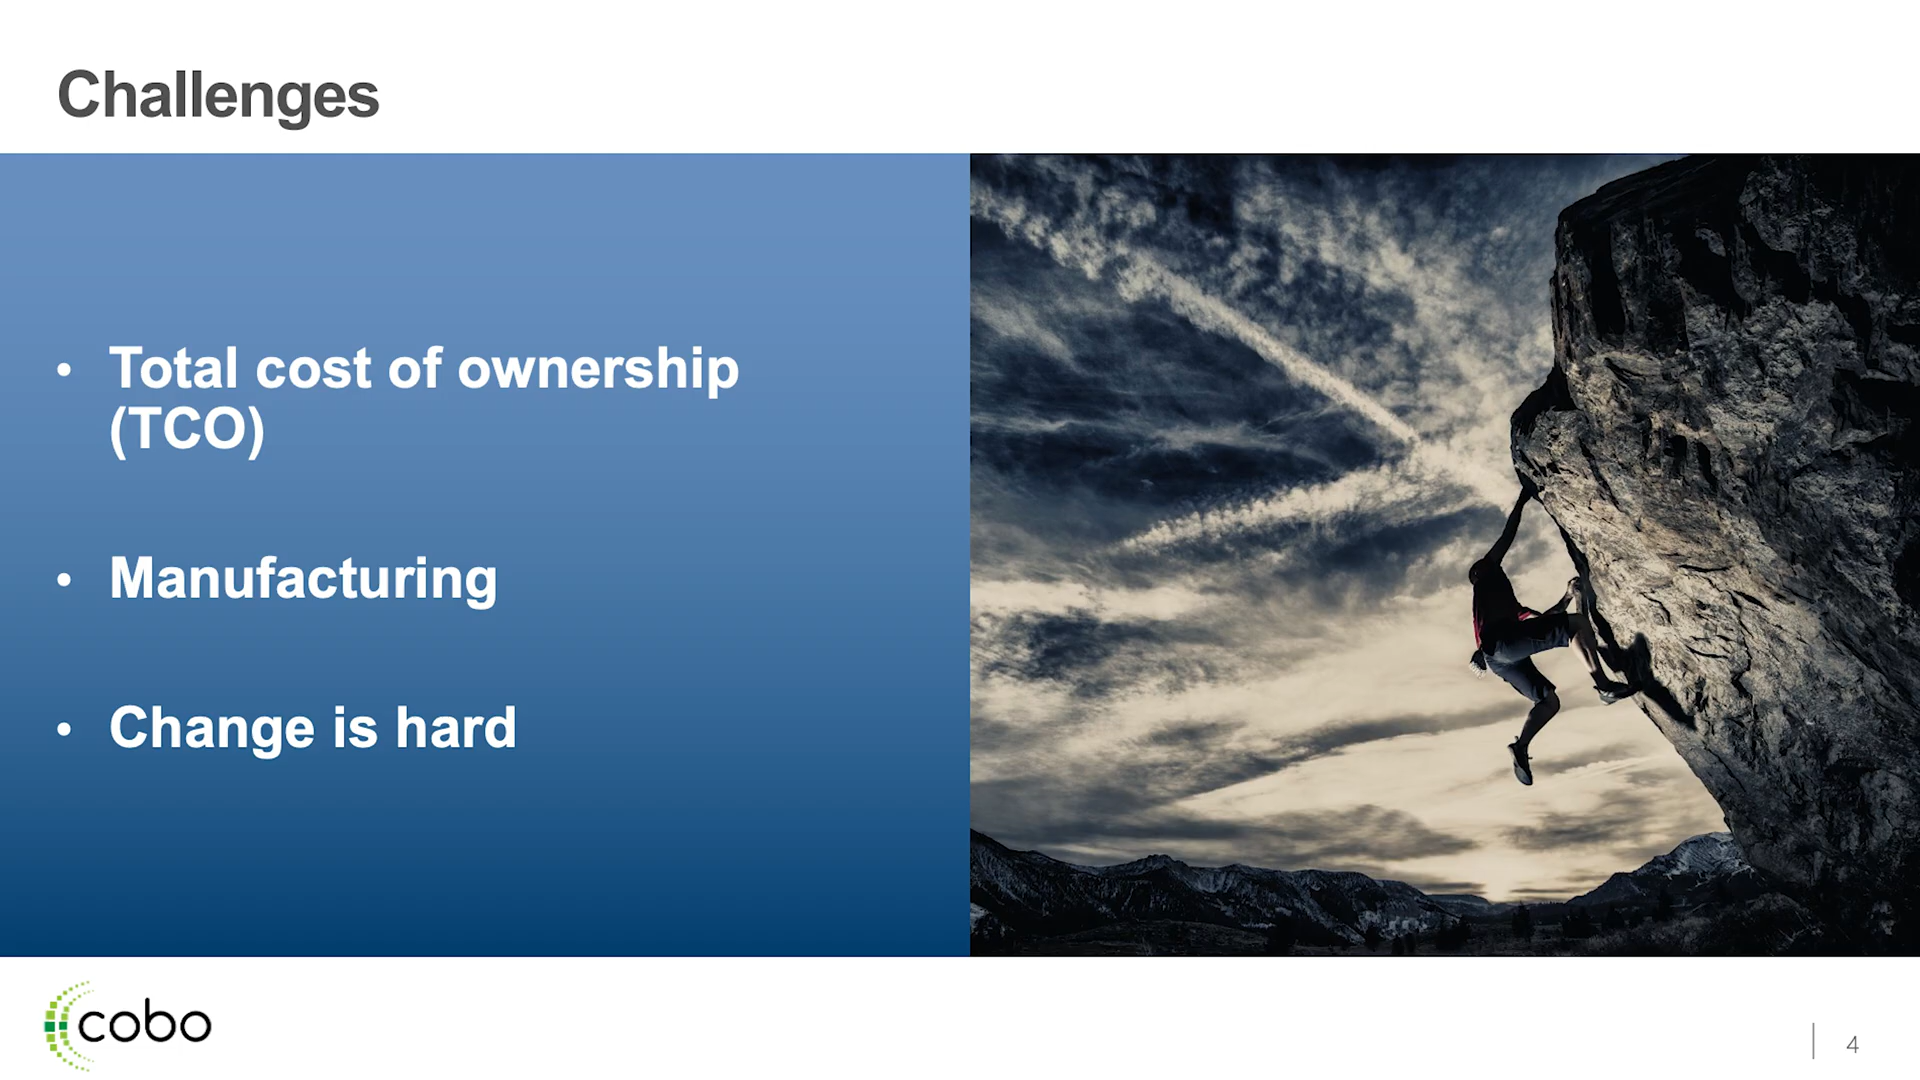 Challenges
• Total cost of ownership
(TCO)
• Manufacturing
• Change is hard
cobo
4